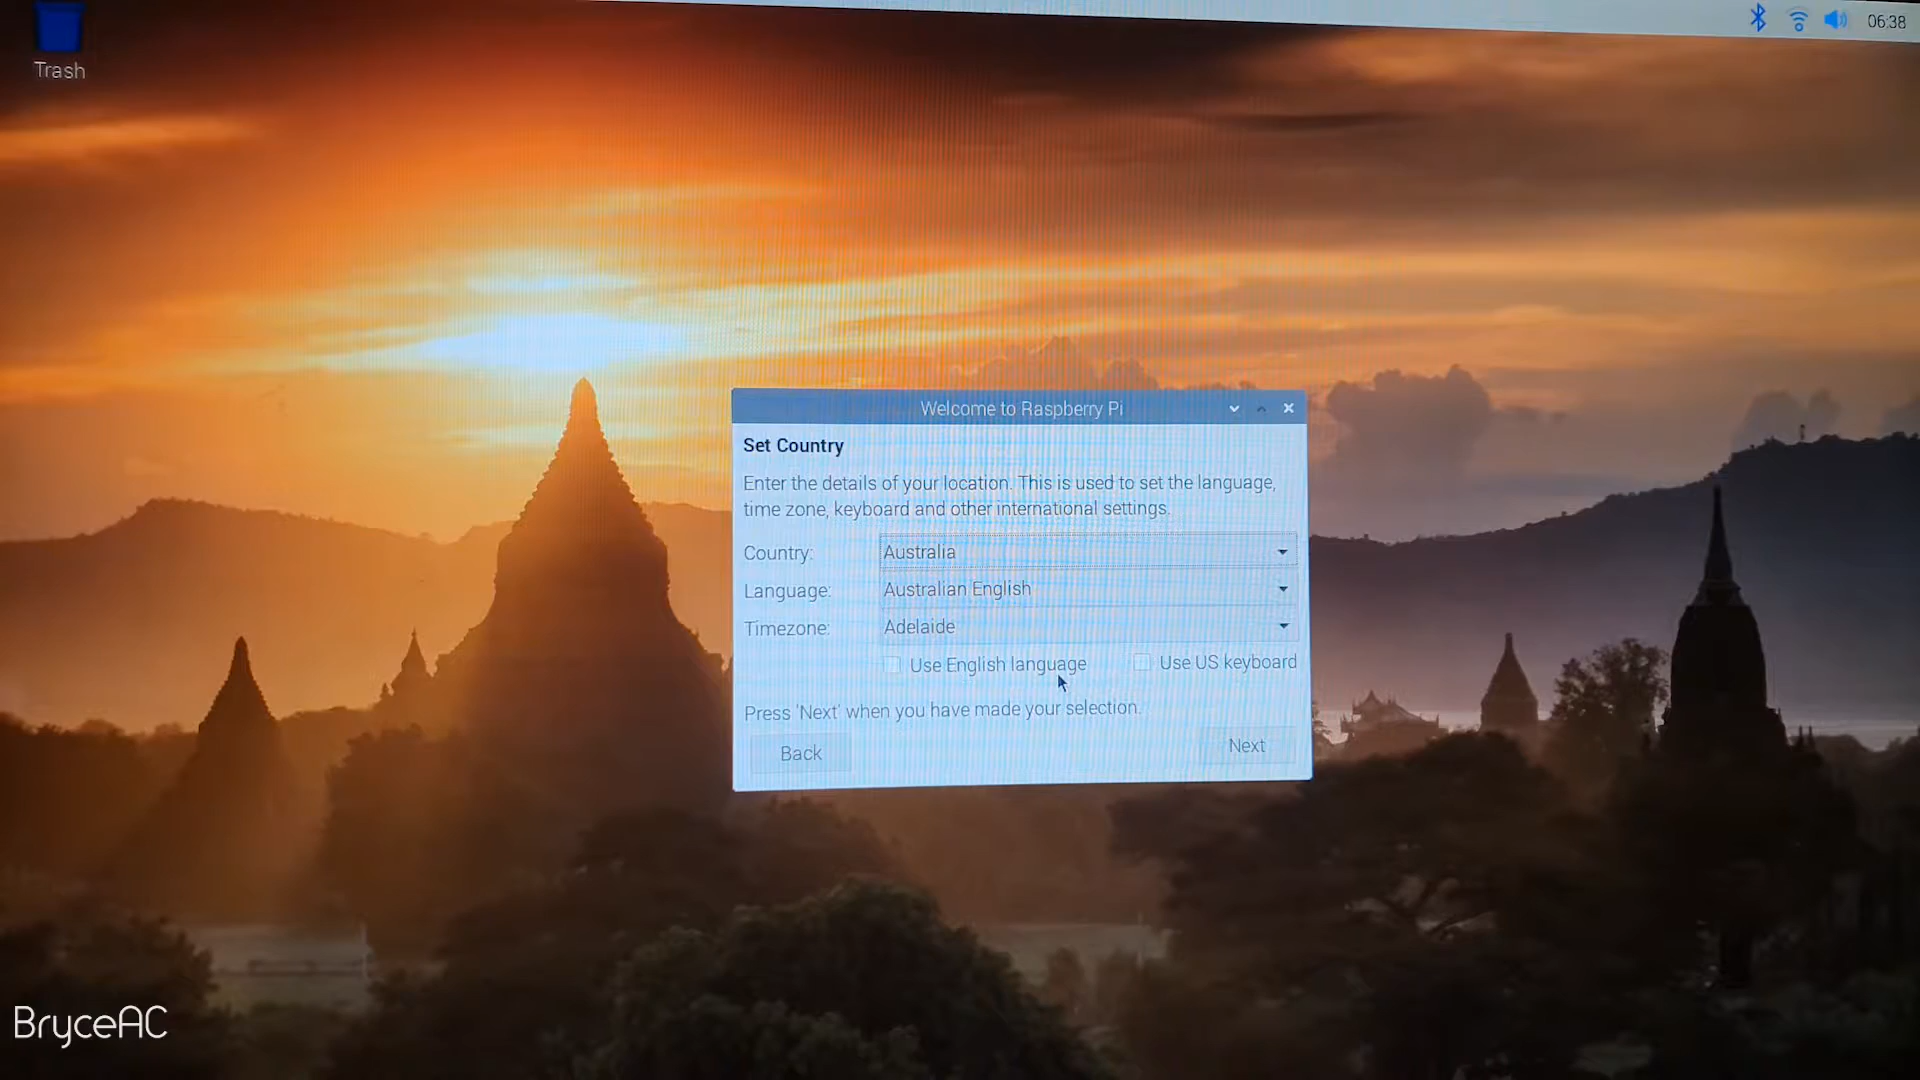 Trash
06:38
Welcome to Raspberry Pi
Set Country
Enter the details of your location. This is used to set the language,
time zone, keyboard and other international settings.
Country: Australia
Language: Australian English
Timezone: Adelaide
Use English language Use US keyboard
Press 'Next' when you have made your selection.
Back Next
BryceAC